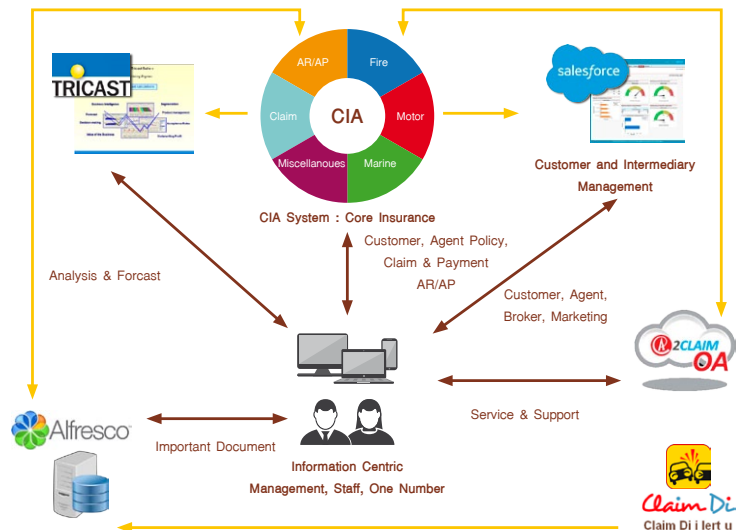 AR/AP
Fire
TRICAST
salesforce
Claim
CIA
Motor
Miscellanoues
Marine
Customer and Intermediary
Management
CIA System : Core Insurance
Customer, Agent Policy,
Claim & Payment
AR/AP
Analysis & Forcast
Customer, Agent,
Broker, Marketing
2CLAIM
OA
Service & Support
Alfresco
Important Document
Information Centric
Management, Staff, One Number
Claim Di
Claim Di